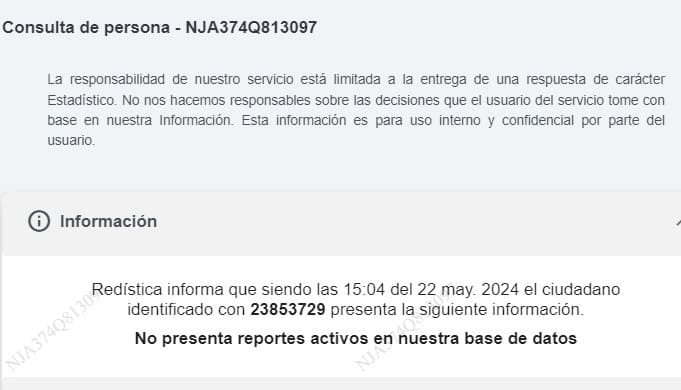 Consulta de persona - NJA374Q813097
La responsabilidad de nuestro servicio está limitada a la entrega de una respuesta de carácter
Estadístico. No nos hacemos responsables sobre las decisiones que el usuario del servicio tome con
base en nuestra Información. Esta información es para uso interno y confidencial por parte del
usuario.
Información
Redística informa que siendo las 15:04 del 22 may. 2024 el ciudadano
identificado con 23853729 presenta la siguiente información.
No presenta reportes activos en nuestra base de datos